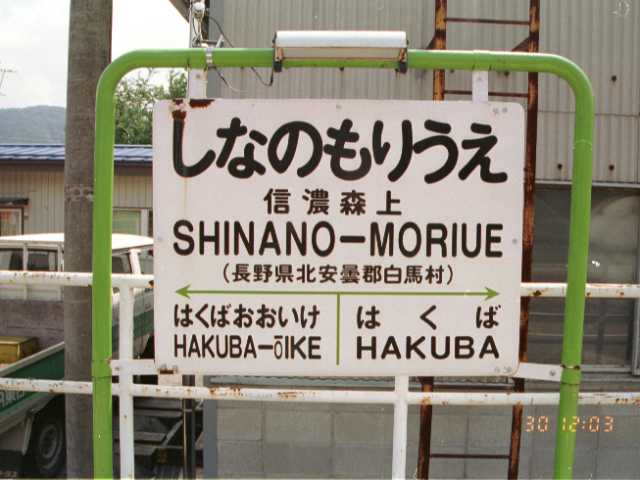 しなのもりうえ
信濃森上
SHINANO-MORIUE
(長野県北安曇郡白馬村)
はくばおおいけ はくば
HAKUBA-ōIKE HAKUBA
30 12:03